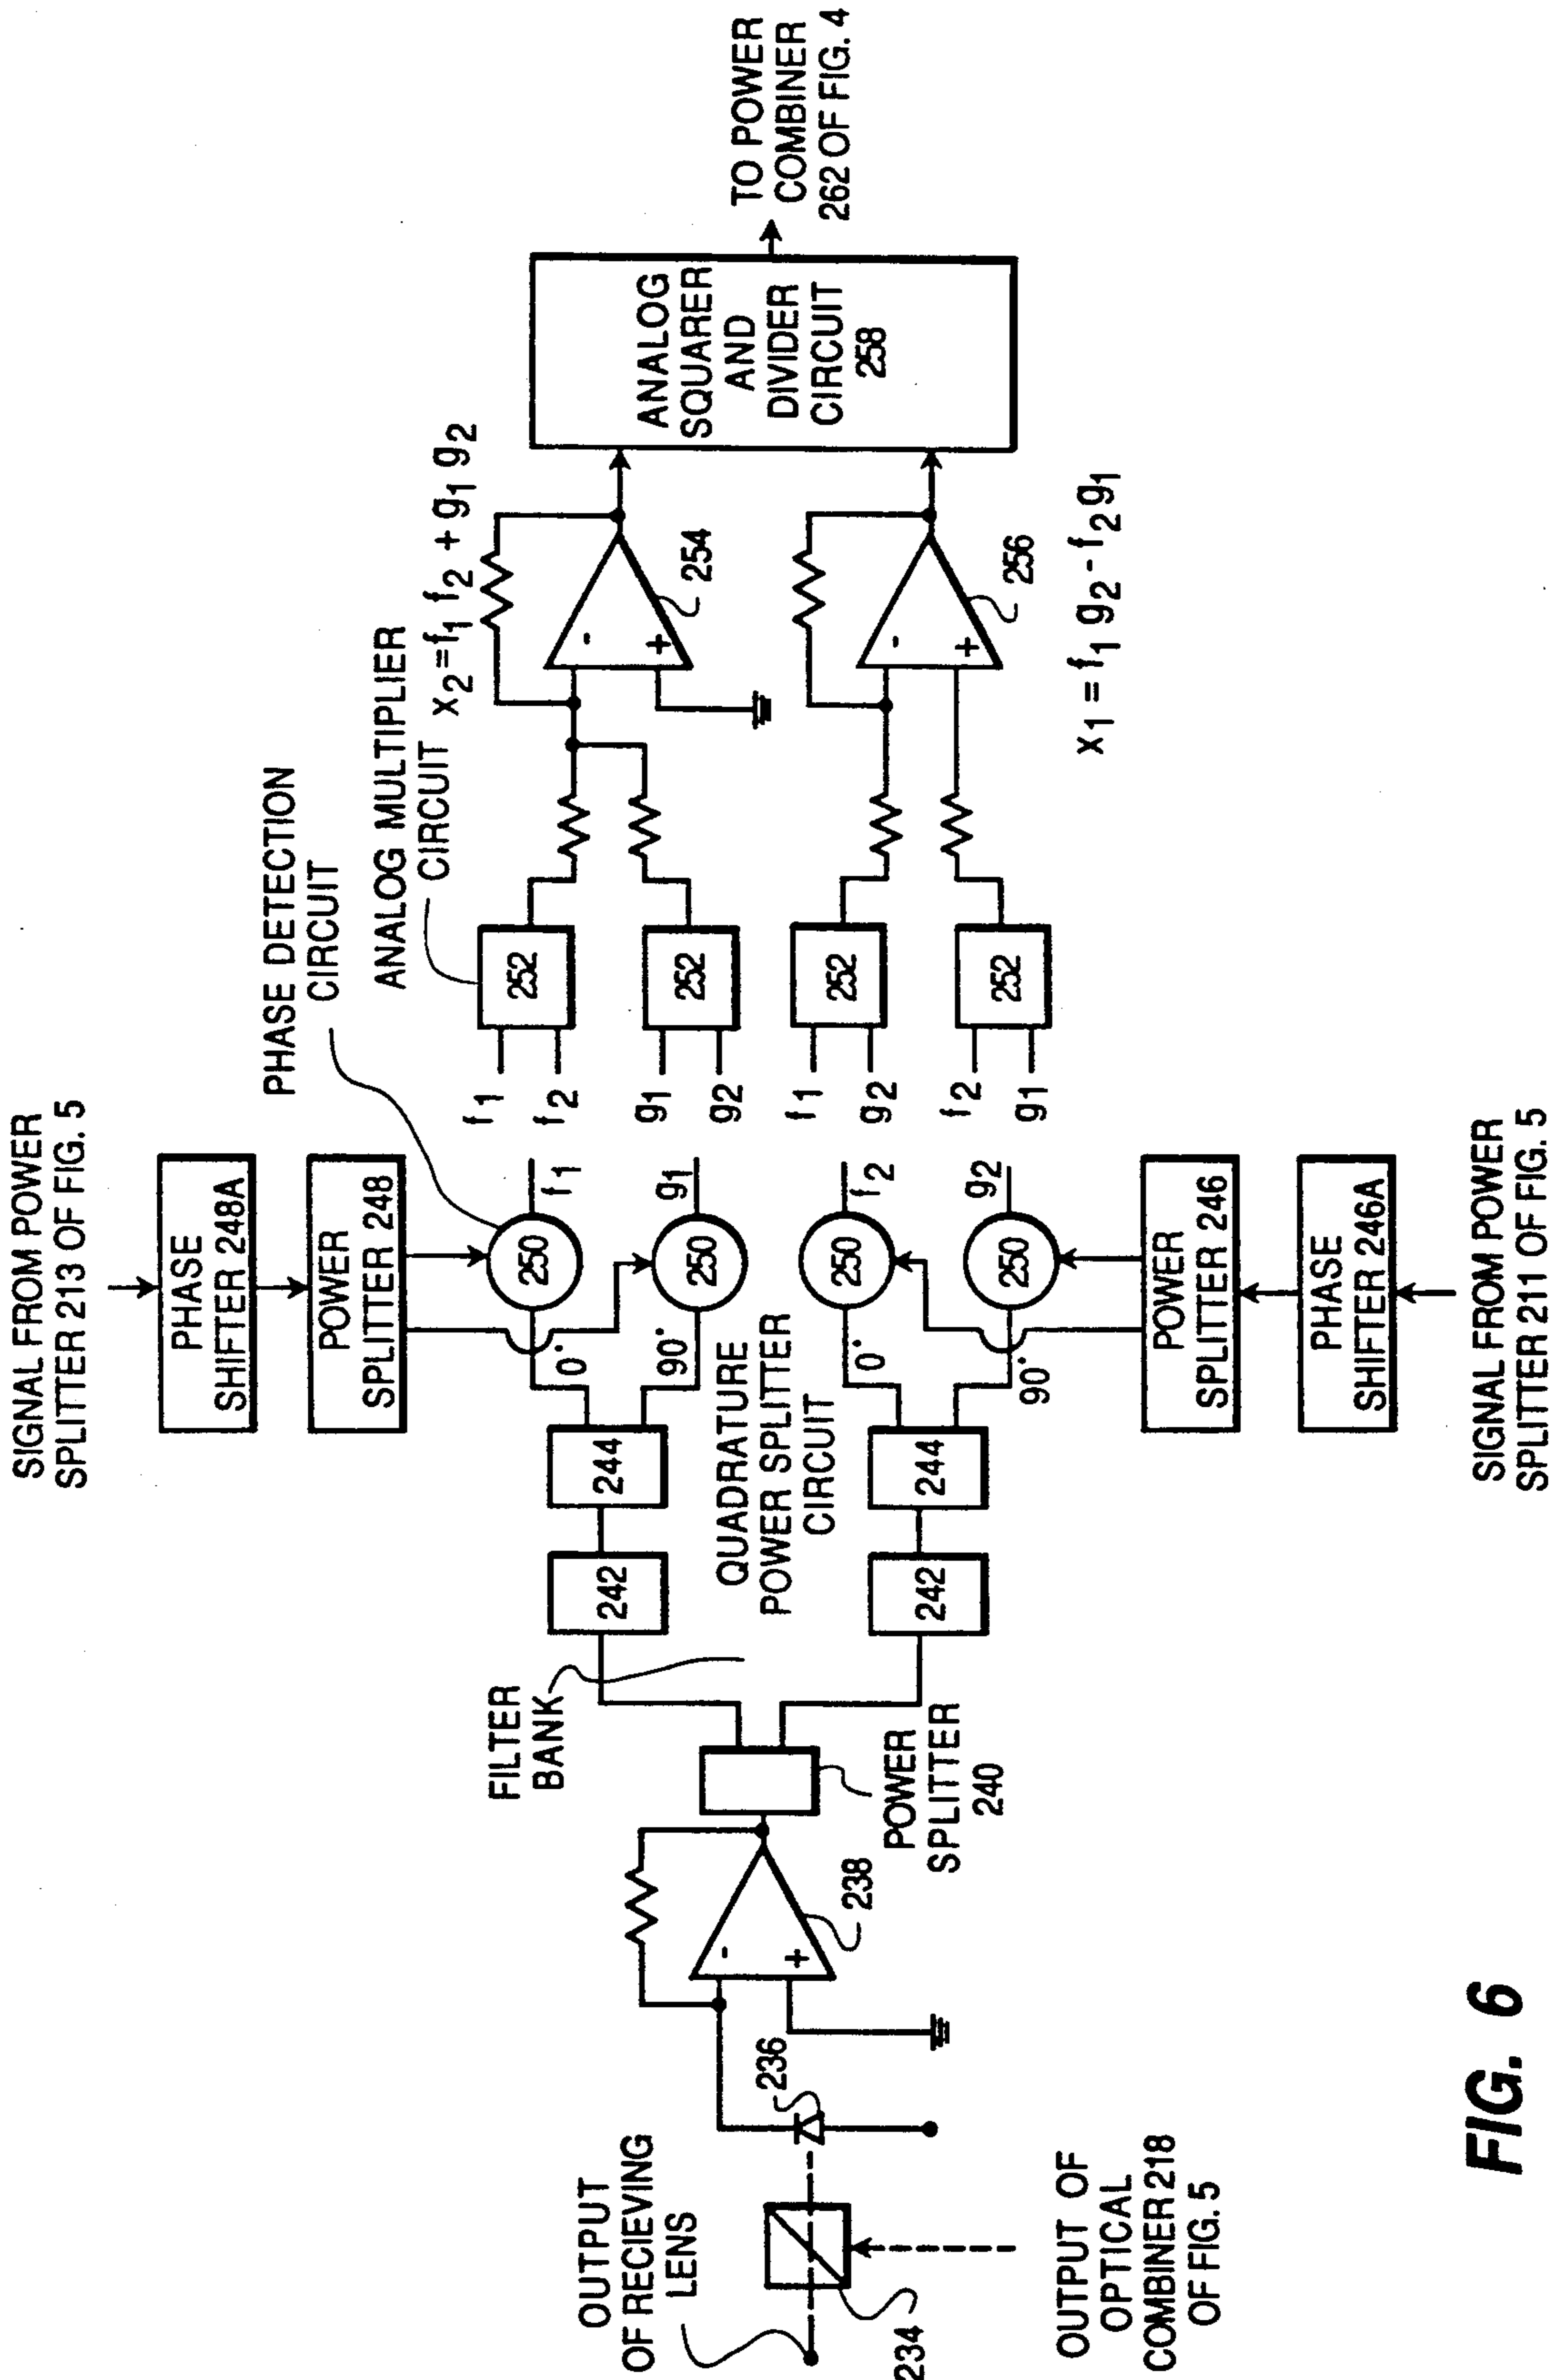 SIGNAL FROM POWER
SPLITTER 213 OF FIG. 5
PHASE
SHIFTER 248A
POWER
SPLITTER 248
PHASE DETECTION
CIRCUIT
ANALOG MULTIPLIER
CIRCUIT
OUTPUT
OF RECIEVING
LENS
234
OUTPUT OF
OPTICAL
COMBINER 218
OF FIG. 5
236
-
+
238
POWER
SPLITTER
240
FILTER
BANK
242
242
244
244
QUADRATURE
POWER SPLITTER
CIRCUIT
0°
90°
0°
90°
250
250
250
250
f1
g1
f2
g2
POWER
SPLITTER 246
PHASE
SHIFTER 246A
SIGNAL FROM POWER
SPLITTER 211 OF FIG. 5
f1
f2
g1
g2
f1
g2
f2
g1
252
252
252
252
x2=f1 f2 + g1 g2
-
+
254
-
+
256
x1 = f1 g2 - f2g1
ANALOG
SQUARER
AND
DIVIDER
CIRCUIT
258
TO POWER
COMBINER
262 OF FIG. 4
FIG. 6